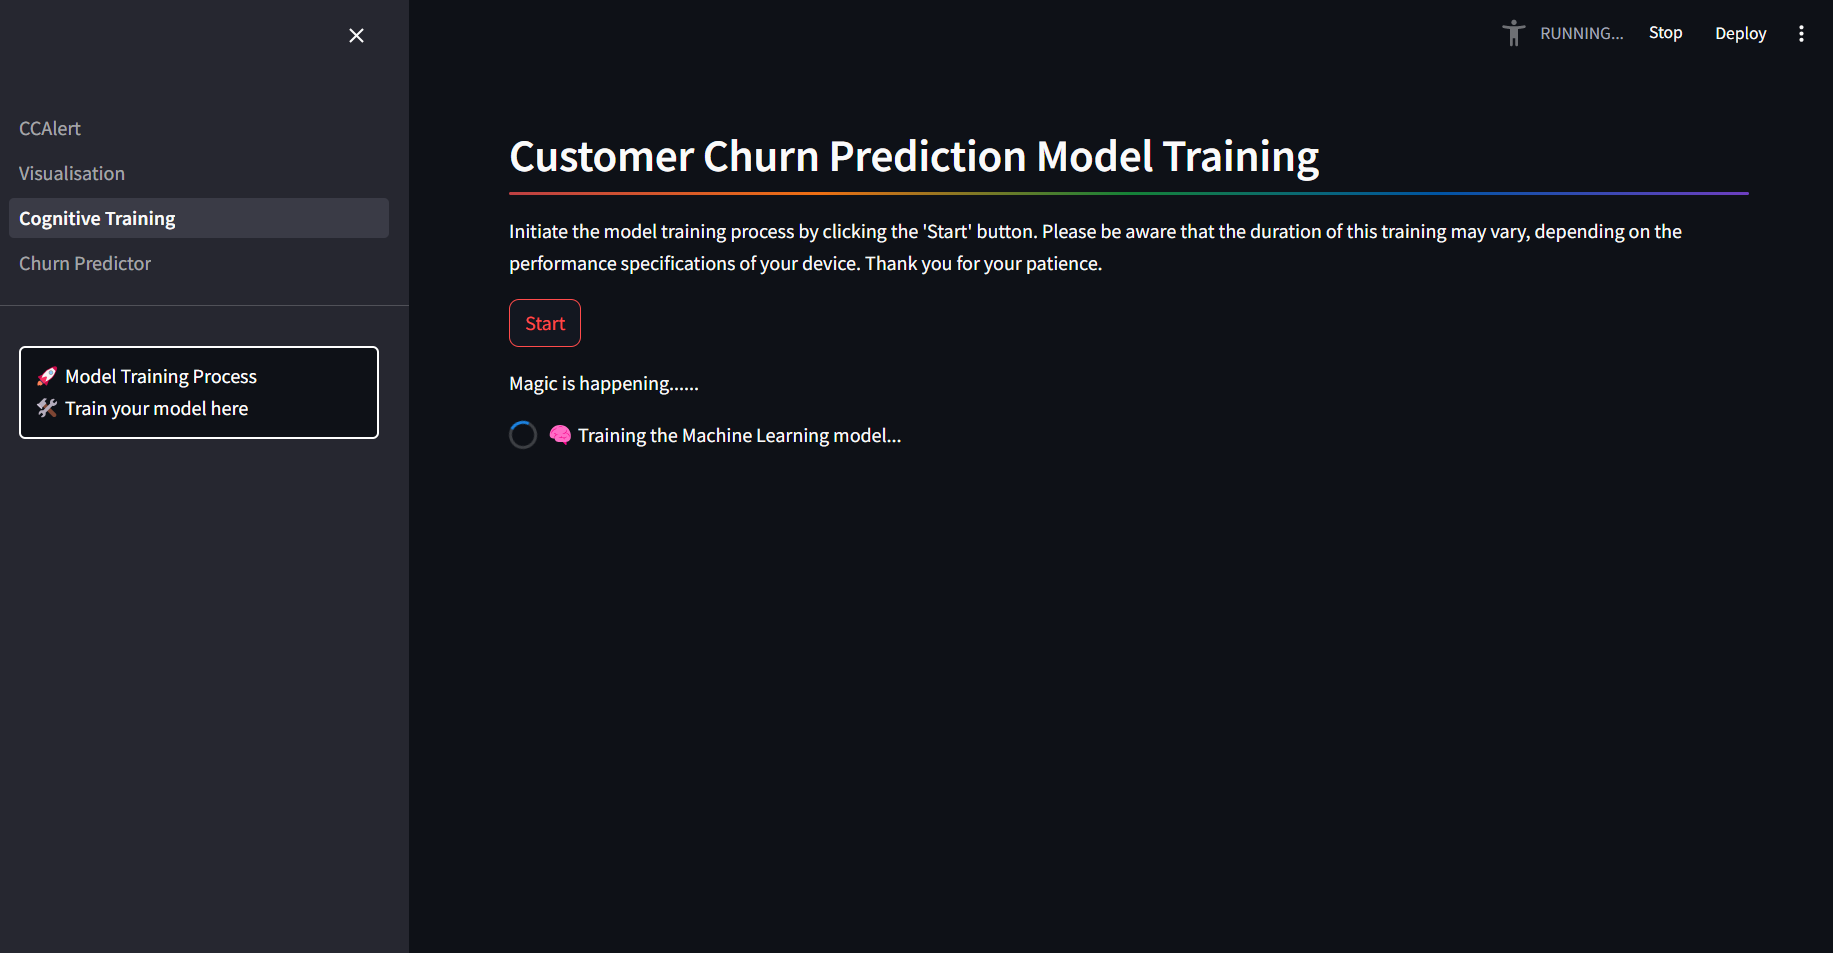 RUNNING...
Stop
Deploy
CCAlert
Visualisation
Cognitive Training
Churn Predictor
🚀 Model Training Process
🛠️ Train your model here
Customer Churn Prediction Model Training
Initiate the model training process by clicking the 'Start' button. Please be aware that the duration of this training may vary, depending on the
performance specifications of your device. Thank you for your patience.
Start
Magic is happening......
🧠 Training the Machine Learning model...